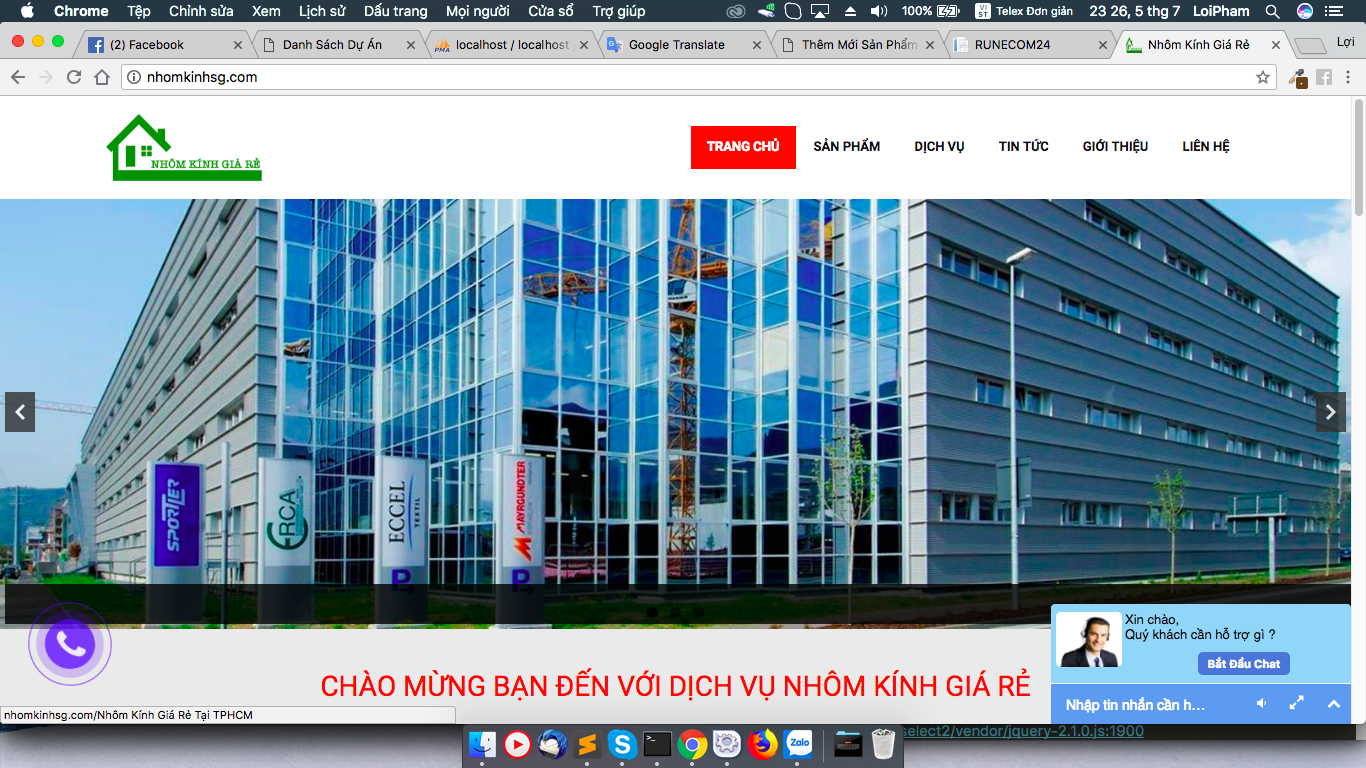 Chrome Tệp Chỉnh sửa Xem Lịch sử Dấu trang Mọi người Cửa sổ Trợ giúp 100% VI ST Telex Đơn giản 23 26, 5 thg 7 LoiPham
(2) Facebook Danh Sách Dự Án localhost / localhost Google Translate Thêm Mới Sản Phẩm RUNECOM24 Nhôm Kính Giá Rẻ Lợi
nhomkinhsg.com
NHÔM KÍNH GIÁ RẺ
TRANG CHỦ SẢN PHẨM DỊCH VỤ TIN TỨC GIỚI THIỆU LIÊN HỆ
SPORTLER
ERCA
ECCEL
TEXTIL
MAYRGUNDTER
P P
Xin chào,
Quý khách cần hỗ trợ gì ?
Bắt Đầu Chat
CHÀO MỪNG BẠN ĐẾN VỚI DỊCH VỤ NHÔM KÍNH GIÁ RẺ
Nhập tin nhắn cần h...
nhomkinhsg.com/Nhôm Kính Giá Rẻ Tại TPHCM
select2/vendor/jquery-2.1.0.js:1900
Zalo